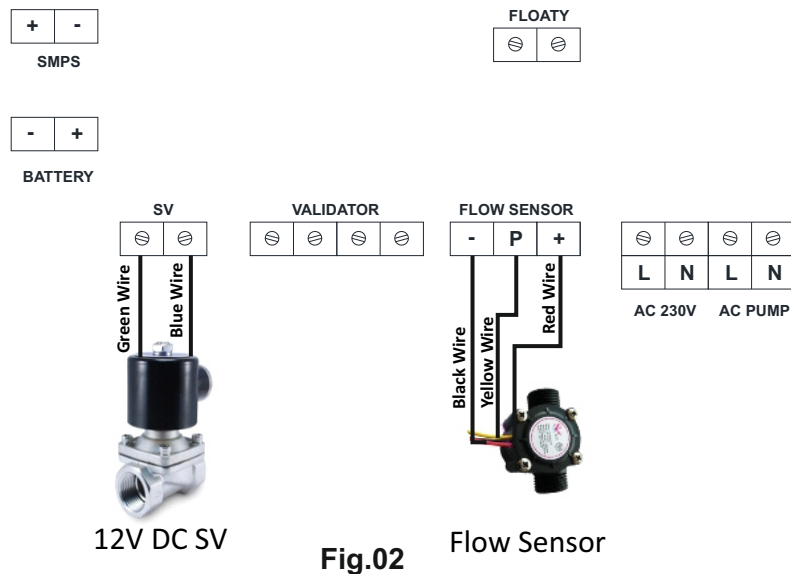 + -
SMPS
FLOATY
- +
BATTERY
SV
VALIDATOR
FLOW SENSOR
- P +
L N L N
AC 230V AC PUMP
Green Wire
Blue Wire
Black Wire
Yellow Wire
Red Wire
12V DC SV
Flow Sensor
Fig.02